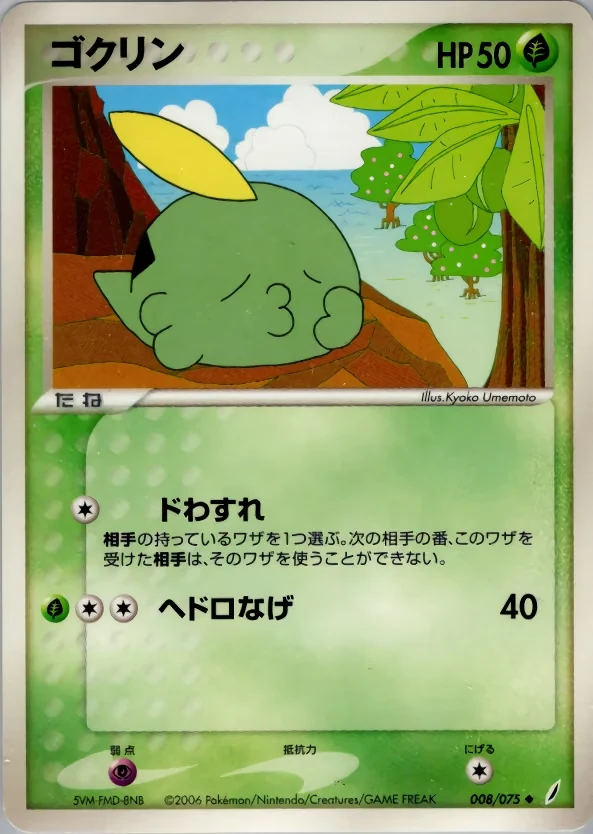 ゴクリン HP50
たね Illus.Kyoko Umemoto
ドわすれ
相手の持っているワザを1つ選ぶ。次の相手の番、このワザを
受けた相手は、そのワザを使うことができない。
ヘドロなげ 40
弱点 抵抗力 にげる
5VM-FMD-8NB ©2006 Pokémon/Nintendo/Creatures/GAME FREAK 008/075